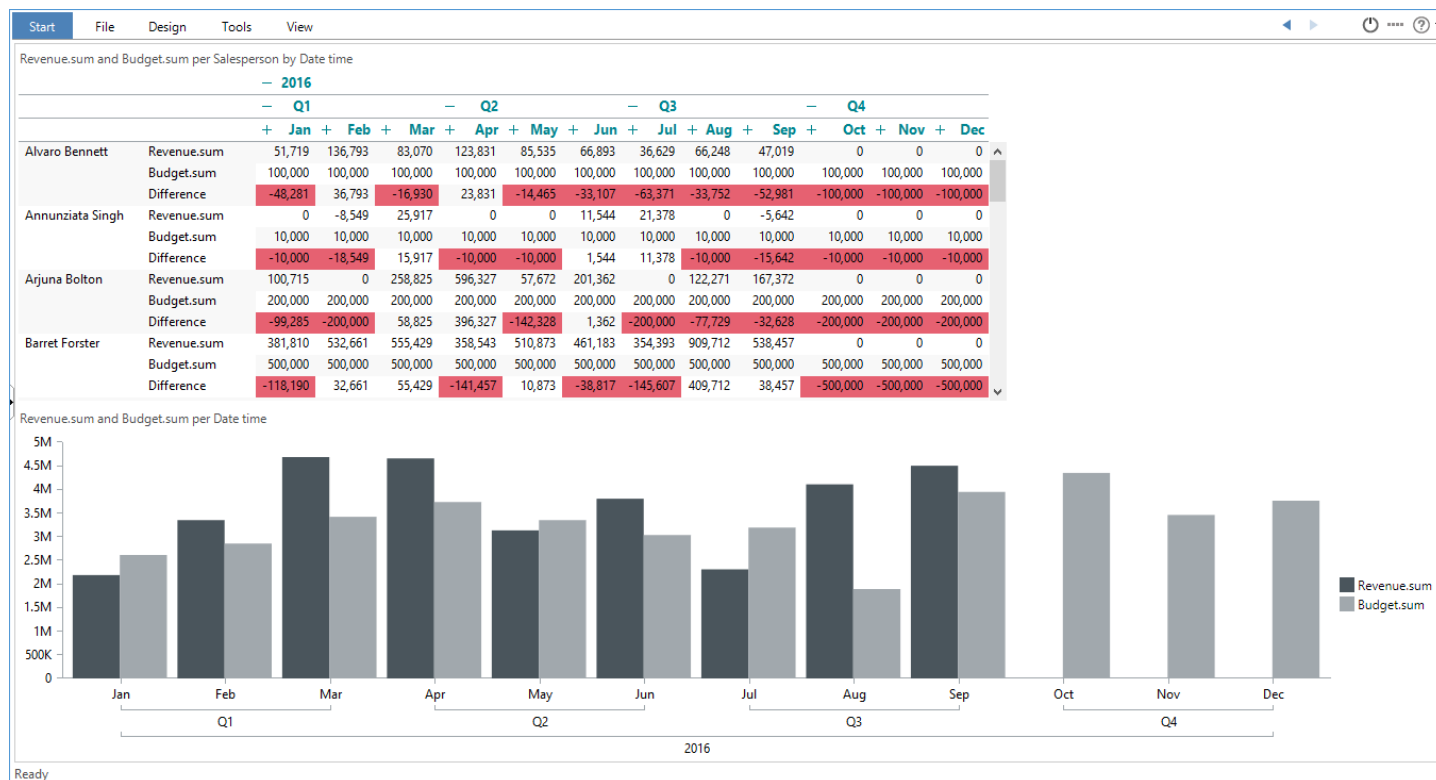 Start File Design Tools View
Revenue.sum and Budget.sum per Salesperson by Date time
− 2016
− Q1 − Q2 − Q3 − Q4
+ Jan + Feb + Mar + Apr + May + Jun + Jul + Aug + Sep + Oct + Nov + Dec
Alvaro Bennett Revenue.sum 51,719 136,793 83,070 123,831 85,535 66,893 36,629 66,248 47,019 0 0 0
Budget.sum 100,000 100,000 100,000 100,000 100,000 100,000 100,000 100,000 100,000 100,000 100,000 100,000
Difference -48,281 36,793 -16,930 23,831 -14,465 -33,107 -63,371 -33,752 -52,981 -100,000 -100,000 -100,000
Annunziata Singh Revenue.sum 0 -8,549 25,917 0 0 11,544 21,378 0 -5,642 0 0 0
Budget.sum 10,000 10,000 10,000 10,000 10,000 10,000 10,000 10,000 10,000 10,000 10,000 10,000
Difference -10,000 -18,549 15,917 -10,000 -10,000 1,544 11,378 -10,000 -15,642 -10,000 -10,000 -10,000
Arjuna Bolton Revenue.sum 100,715 0 258,825 596,327 57,672 201,362 0 122,271 167,372 0 0 0
Budget.sum 200,000 200,000 200,000 200,000 200,000 200,000 200,000 200,000 200,000 200,000 200,000 200,000
Difference -99,285 -200,000 58,825 396,327 -142,328 1,362 -200,000 -77,729 -32,628 -200,000 -200,000 -200,000
Barret Forster Revenue.sum 381,810 532,661 555,429 358,543 510,873 461,183 354,393 909,712 538,457 0 0 0
Budget.sum 500,000 500,000 500,000 500,000 500,000 500,000 500,000 500,000 500,000 500,000 500,000 500,000
Difference -118,190 32,661 55,429 -141,457 10,873 -38,817 -145,607 409,712 38,457 -500,000 -500,000 -500,000
Revenue.sum and Budget.sum per Date time
5M
4.5M
4M
3.5M
3M
2.5M
2M
1.5M
1M
500K
0
Revenue.sum
Budget.sum
Jan Feb Mar Apr May Jun Jul Aug Sep Oct Nov Dec
Q1 Q2 Q3 Q4
2016
Ready